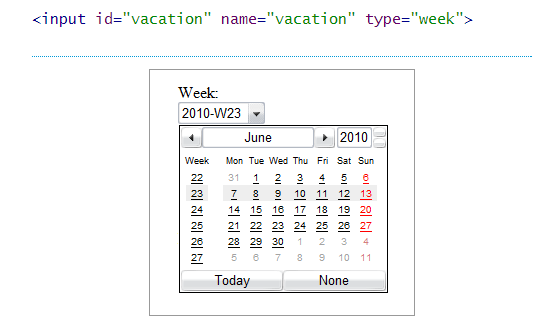 <input id="vacation" name="vacation" type="week">
Week:
2010-W23
June 2010
Week Mon Tue Wed Thu Fri Sat Sun
22 31 1 2 3 4 5 6
23 7 8 9 10 11 12 13
24 14 15 16 17 18 19 20
25 21 22 23 24 25 26 27
26 28 29 30 1 2 3 4
27 5 6 7 8 9 10 11
Today None